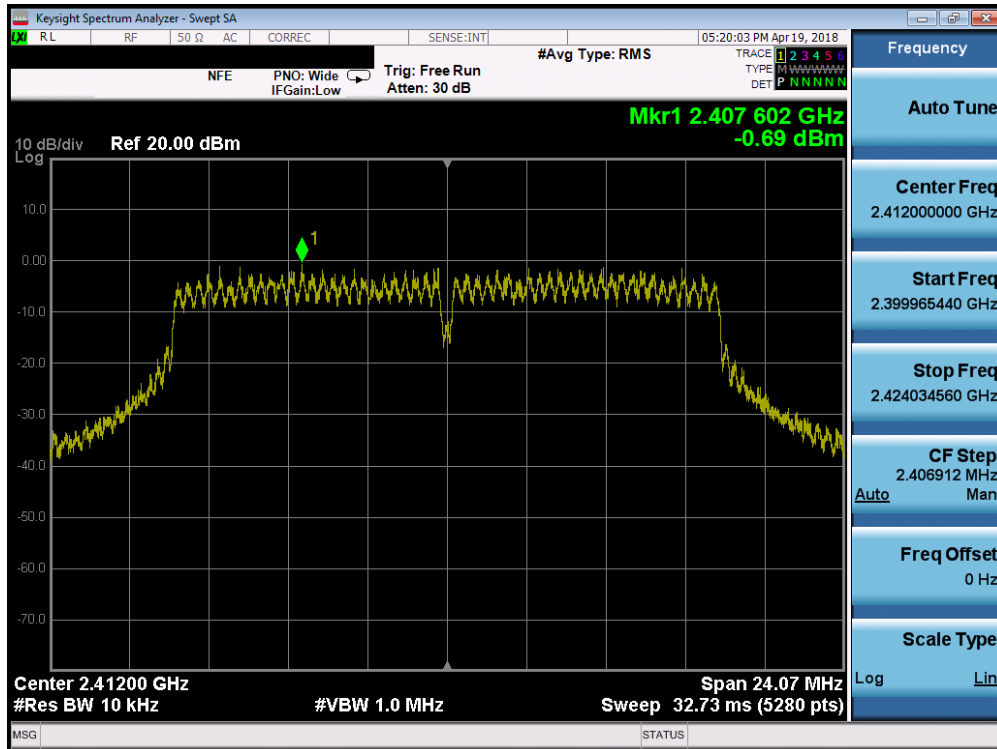 Keysight Spectrum Analyzer - Swept SA
LXI RL RF 50 Ω AC CORREC SENSE:INT 05:20:03 PM Apr 19, 2018
NFE PNO: Wide Trig: Free Run #Avg Type: RMS TRACE 1 2 3 4 5 6
IFGain:Low Atten: 30 dB TYPE M WWWWW
DET P N N N N N
Mkr1 2.407 602 GHz
-0.69 dBm
10 dB/div Ref 20.00 dBm
Log
10.0
1
0.00
-10.0
-20.0
-30.0
-40.0
-50.0
-60.0
-70.0
Center 2.41200 GHz Span 24.07 MHz
#Res BW 10 kHz #VBW 1.0 MHz Sweep 32.73 ms (5280 pts)
MSG STATUS
Frequency
Auto Tune
Center Freq
2.412000000 GHz
Start Freq
2.399965440 GHz
Stop Freq
2.424034560 GHz
CF Step
2.406912 MHz
Auto Man
Freq Offset
0 Hz
Scale Type
Log Lin